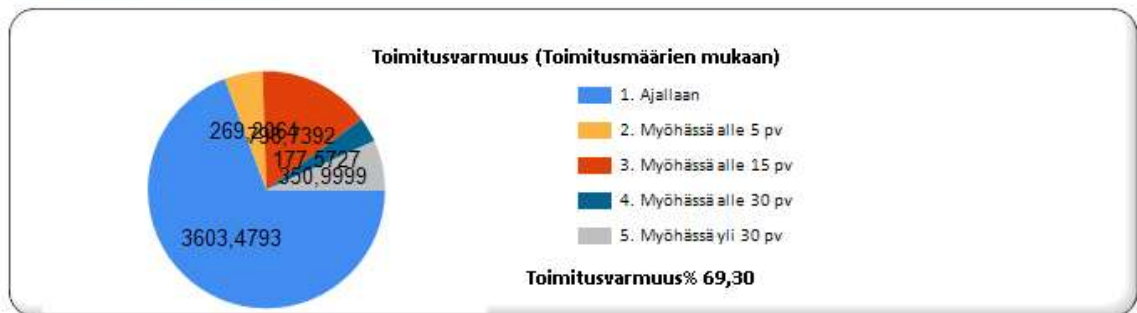 Toimitusvarmuus (Toimitusmäärien mukaan)
1. Ajallaan
2. Myöhässä alle 5 pv
3. Myöhässä alle 15 pv
4. Myöhässä alle 30 pv
5. Myöhässä yli 30 pv
177,5727
350,9999
3603,4793
Toimitusvarmuus% 69,30